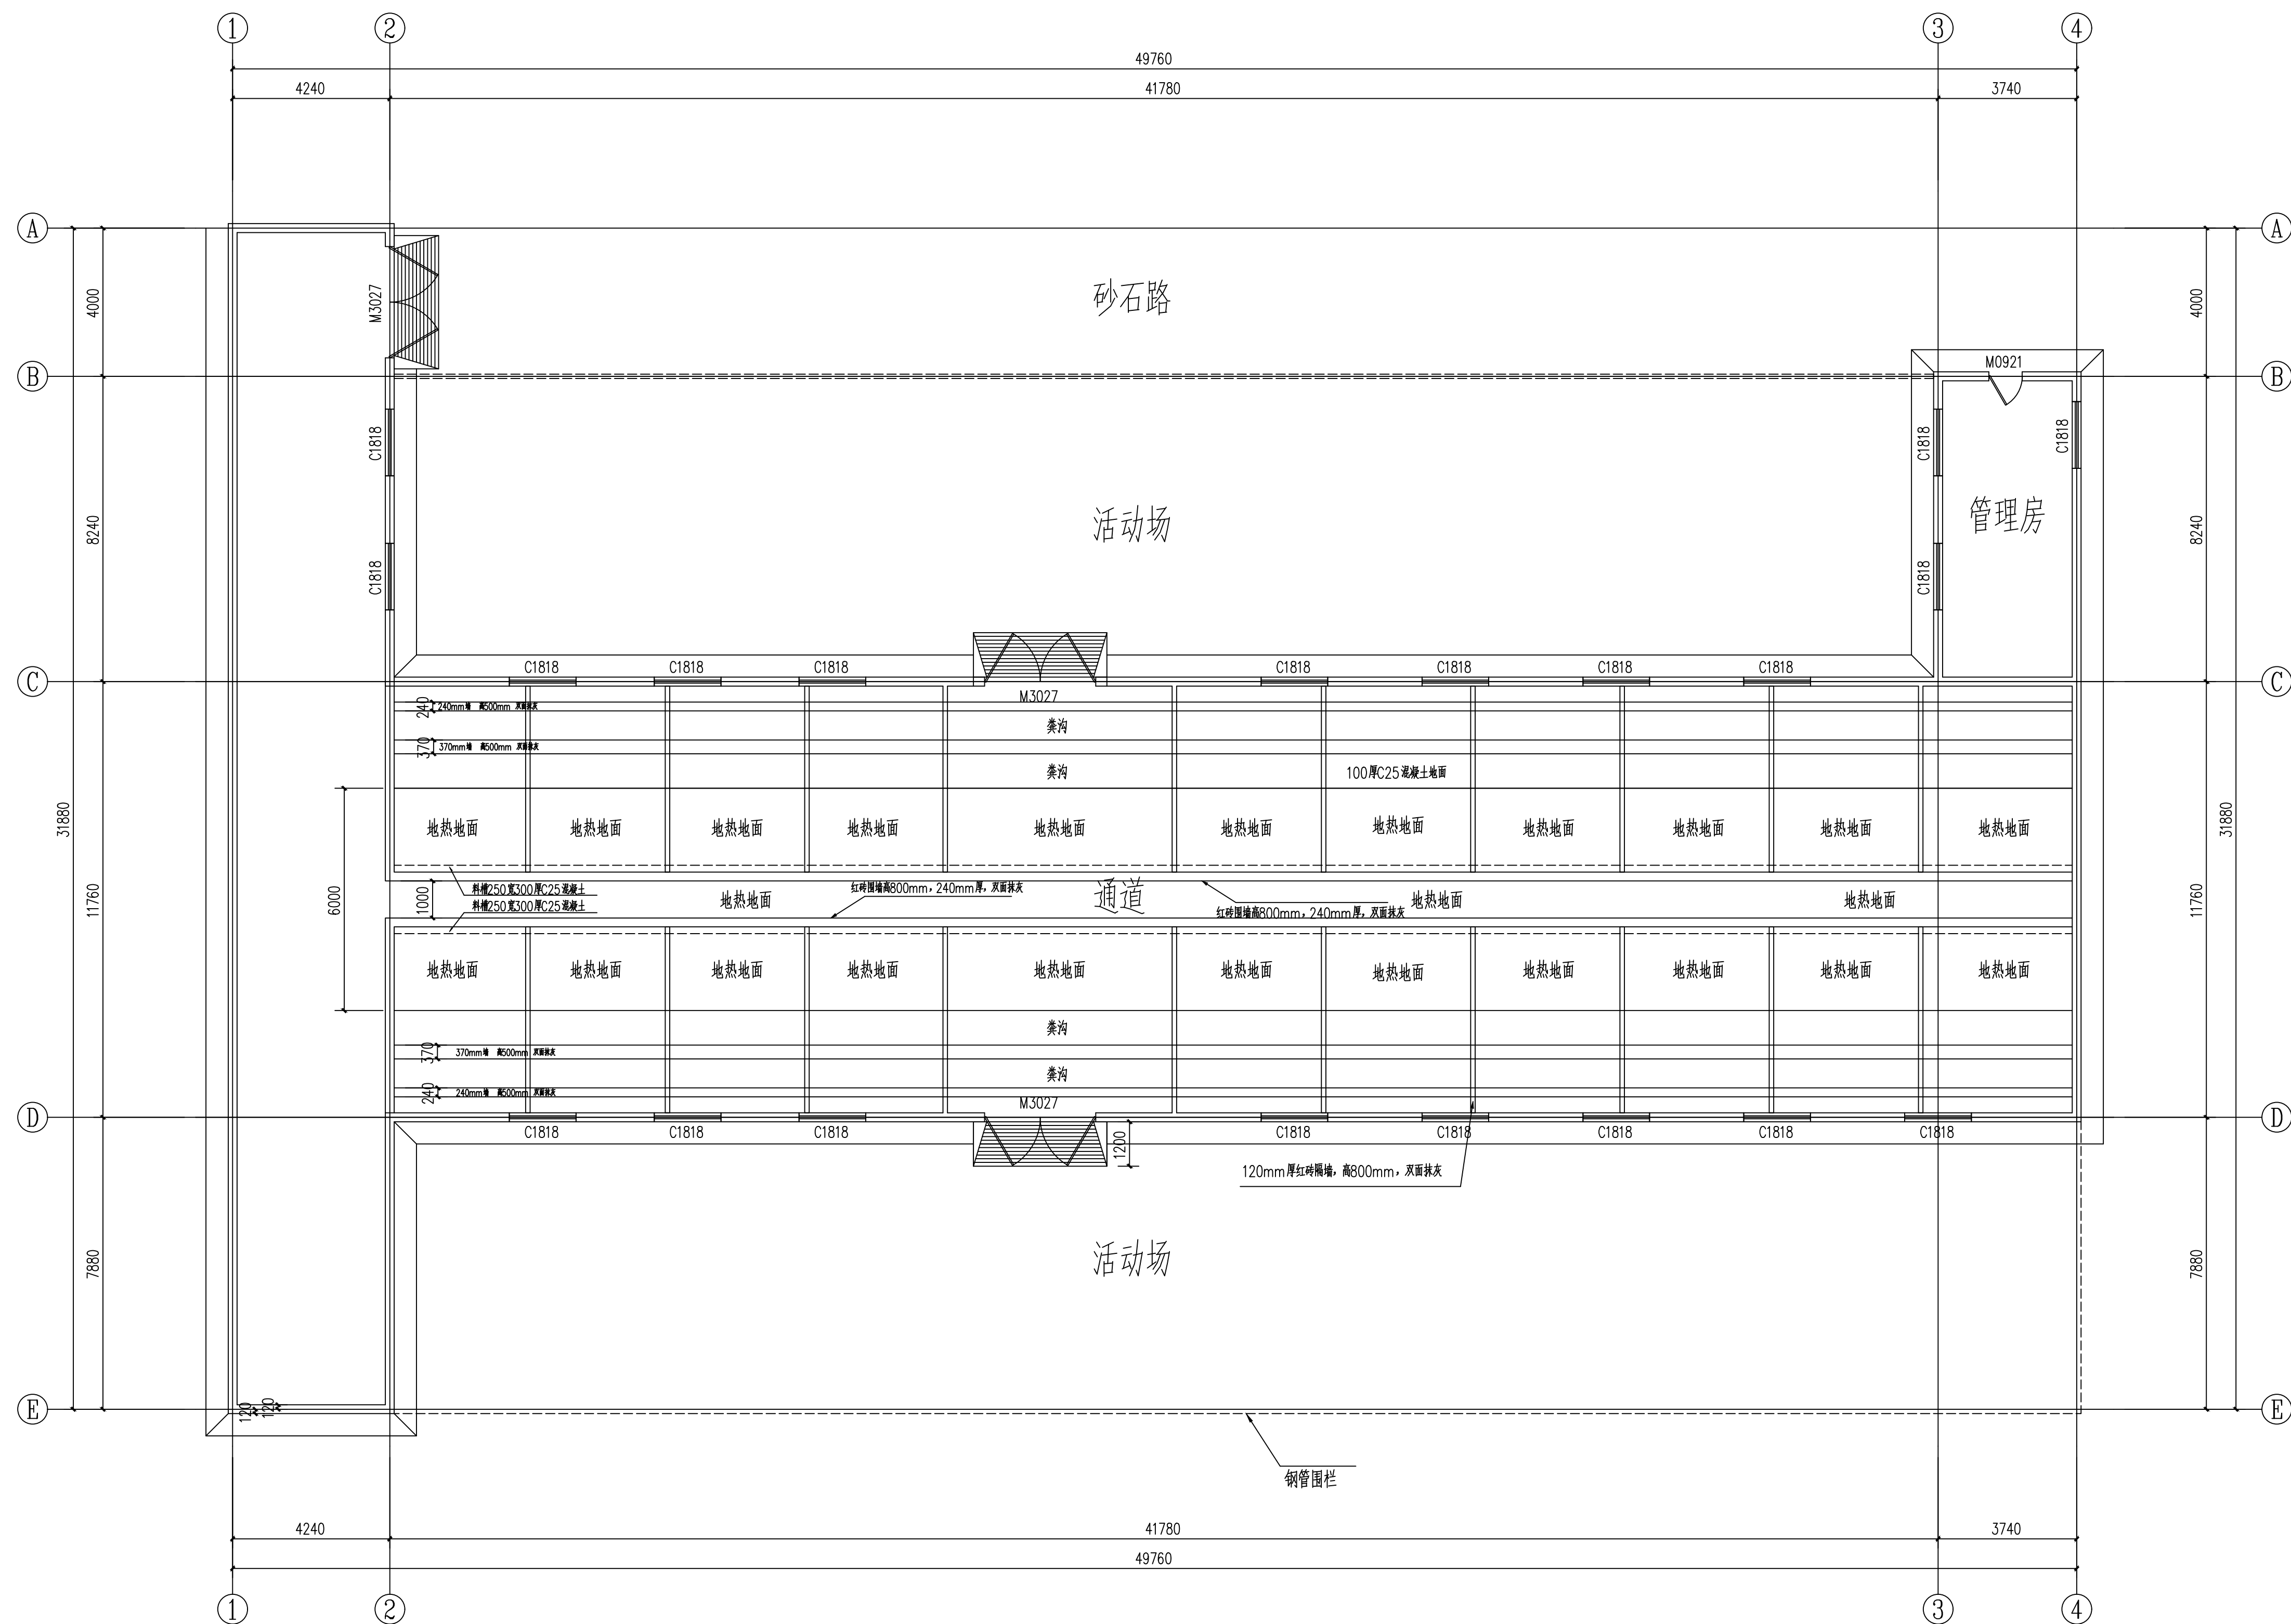 1
2
3
4
49760
4240
41780
3740
A
A
4000
M3027
砂石路
4000
B
M0921
B
C1818
C1818
C1818
8240
活动场
管理房
8240
C1818
C1818
C1818
C1818
C1818
C1818
C1818
C1818
C1818
C
C
M3027
240
240mm墙 高500mm 双面抹灰
粪沟
370
370mm墙 高500mm 双面抹灰
粪沟
100厚C25混凝土地面
31880
31880
地热地面
地热地面
地热地面
地热地面
地热地面
地热地面
地热地面
地热地面
地热地面
地热地面
地热地面
11760
6000
1000
料槽250宽300厚C25混凝土
料槽250宽300厚C25混凝土
地热地面
红砖围墙高800mm,240mm厚,双面抹灰
通道
红砖围墙高800mm,240mm厚,双面抹灰
地热地面
地热地面
11760
地热地面
地热地面
地热地面
地热地面
地热地面
地热地面
地热地面
地热地面
地热地面
地热地面
地热地面
粪沟
370
370mm墙 高500mm 双面抹灰
粪沟
240
240mm墙 高500mm 双面抹灰
M3027
D
D
C1818
C1818
C1818
C1818
C1818
C1818
C1818
C1818
1200
120mm厚红砖隔墙,高800mm,双面抹灰
7880
活动场
7880
E
120
120
E
钢管围栏
4240
41780
3740
49760
1
2
3
4